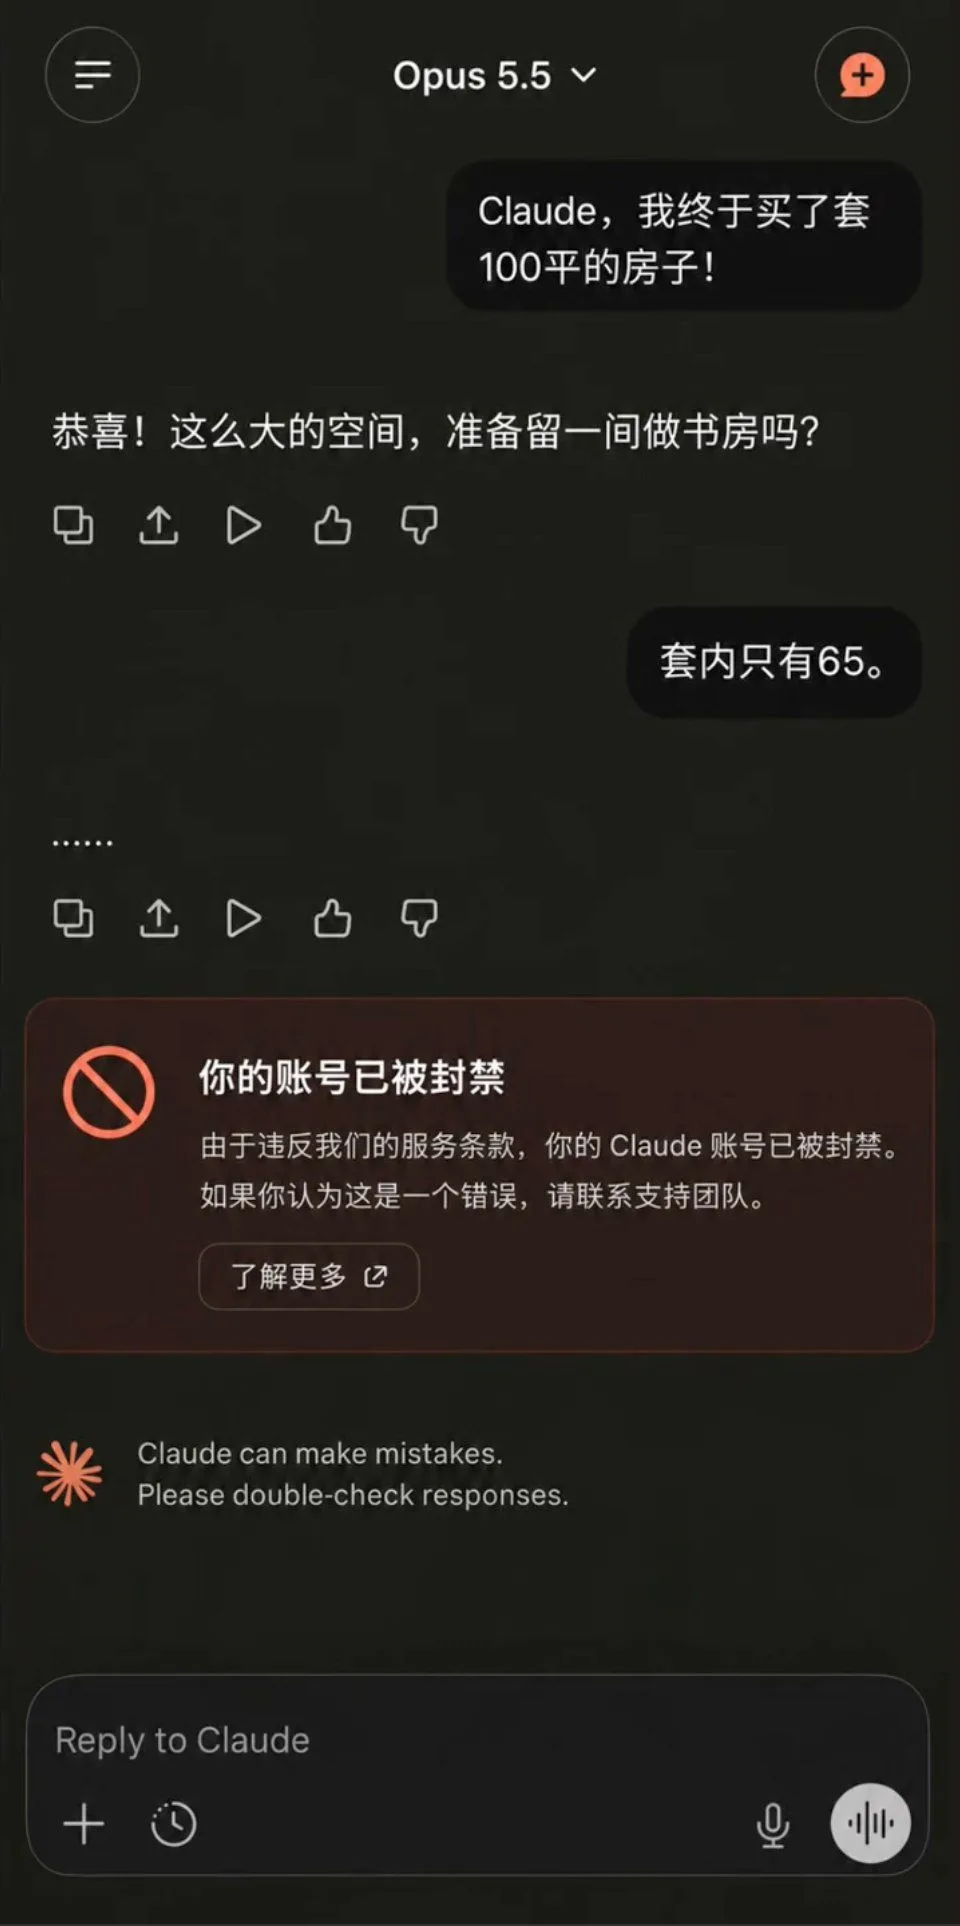 Opus 5.5
Claude，我终于买了套
100平的房子！
恭喜！这么大的空间，准备留一间做书房吗？
套内只有65。
……
你的账号已被封禁
由于违反我们的服务条款，你的 Claude 账号已被封禁。
如果你认为这是一个错误，请联系支持团队。
了解更多
Claude can make mistakes.
Please double-check responses.
Reply to Claude